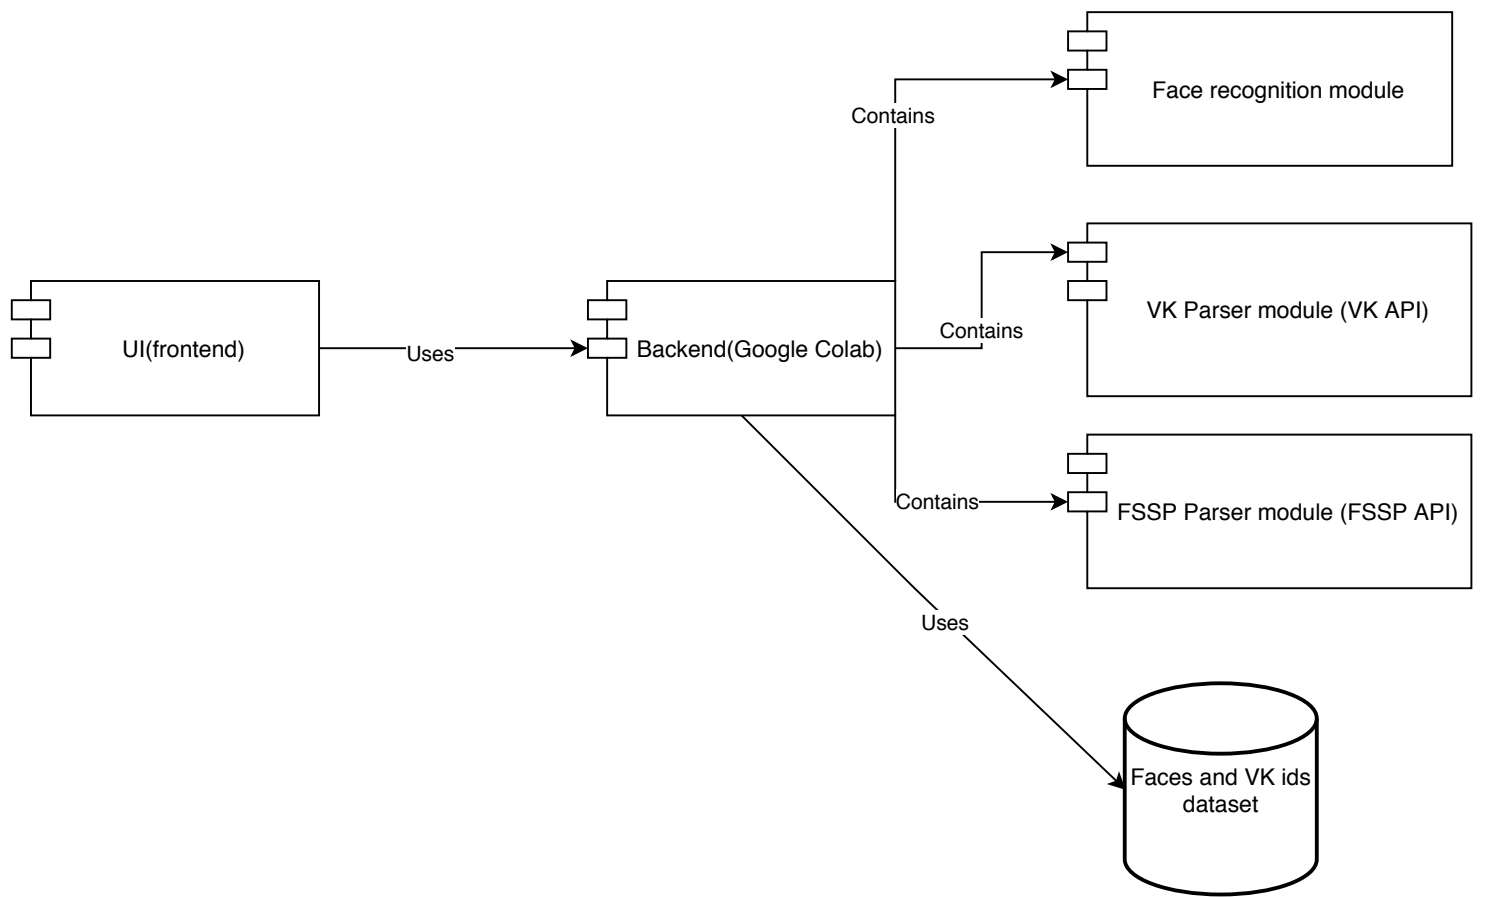 Face recognition module
Contains
VK Parser module (VK API)
Contains
UI(frontend)
Uses
Backend(Google Colab)
Contains
FSSP Parser module (FSSP API)
Uses
Faces and VK ids
dataset